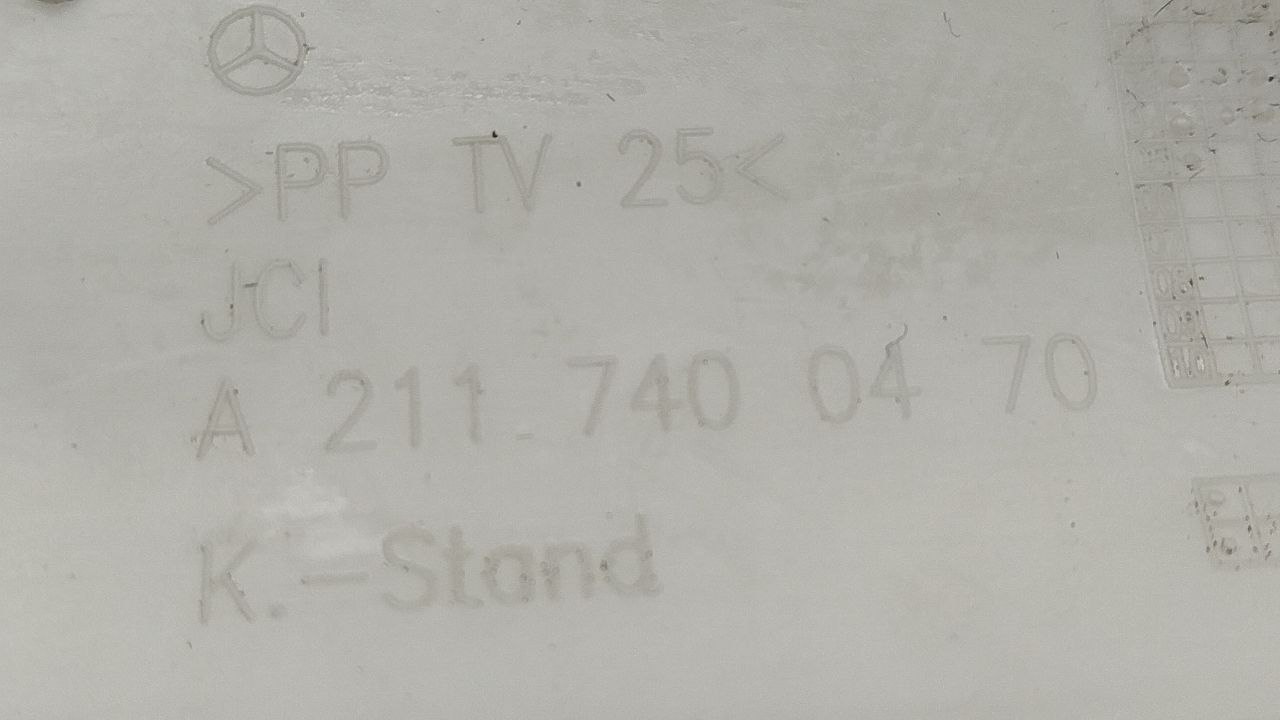 >PP TV 25<
JCI
A 211 740 04 70
K.-Stand